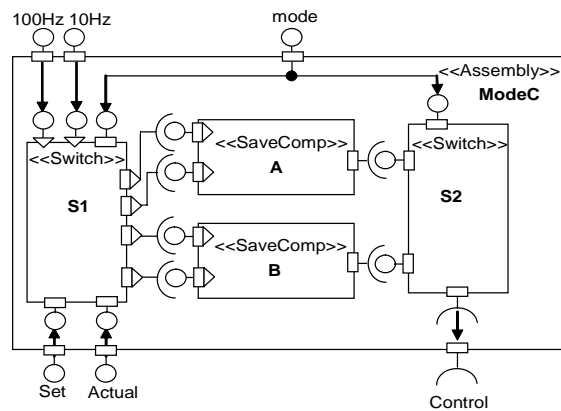 100Hz 10Hz
mode
<<Assembly>>
ModeC
<<Switch>>
S1
<<SaveComp>>
A
<<SaveComp>>
B
<<Switch>>
S2
Set
Actual
Control